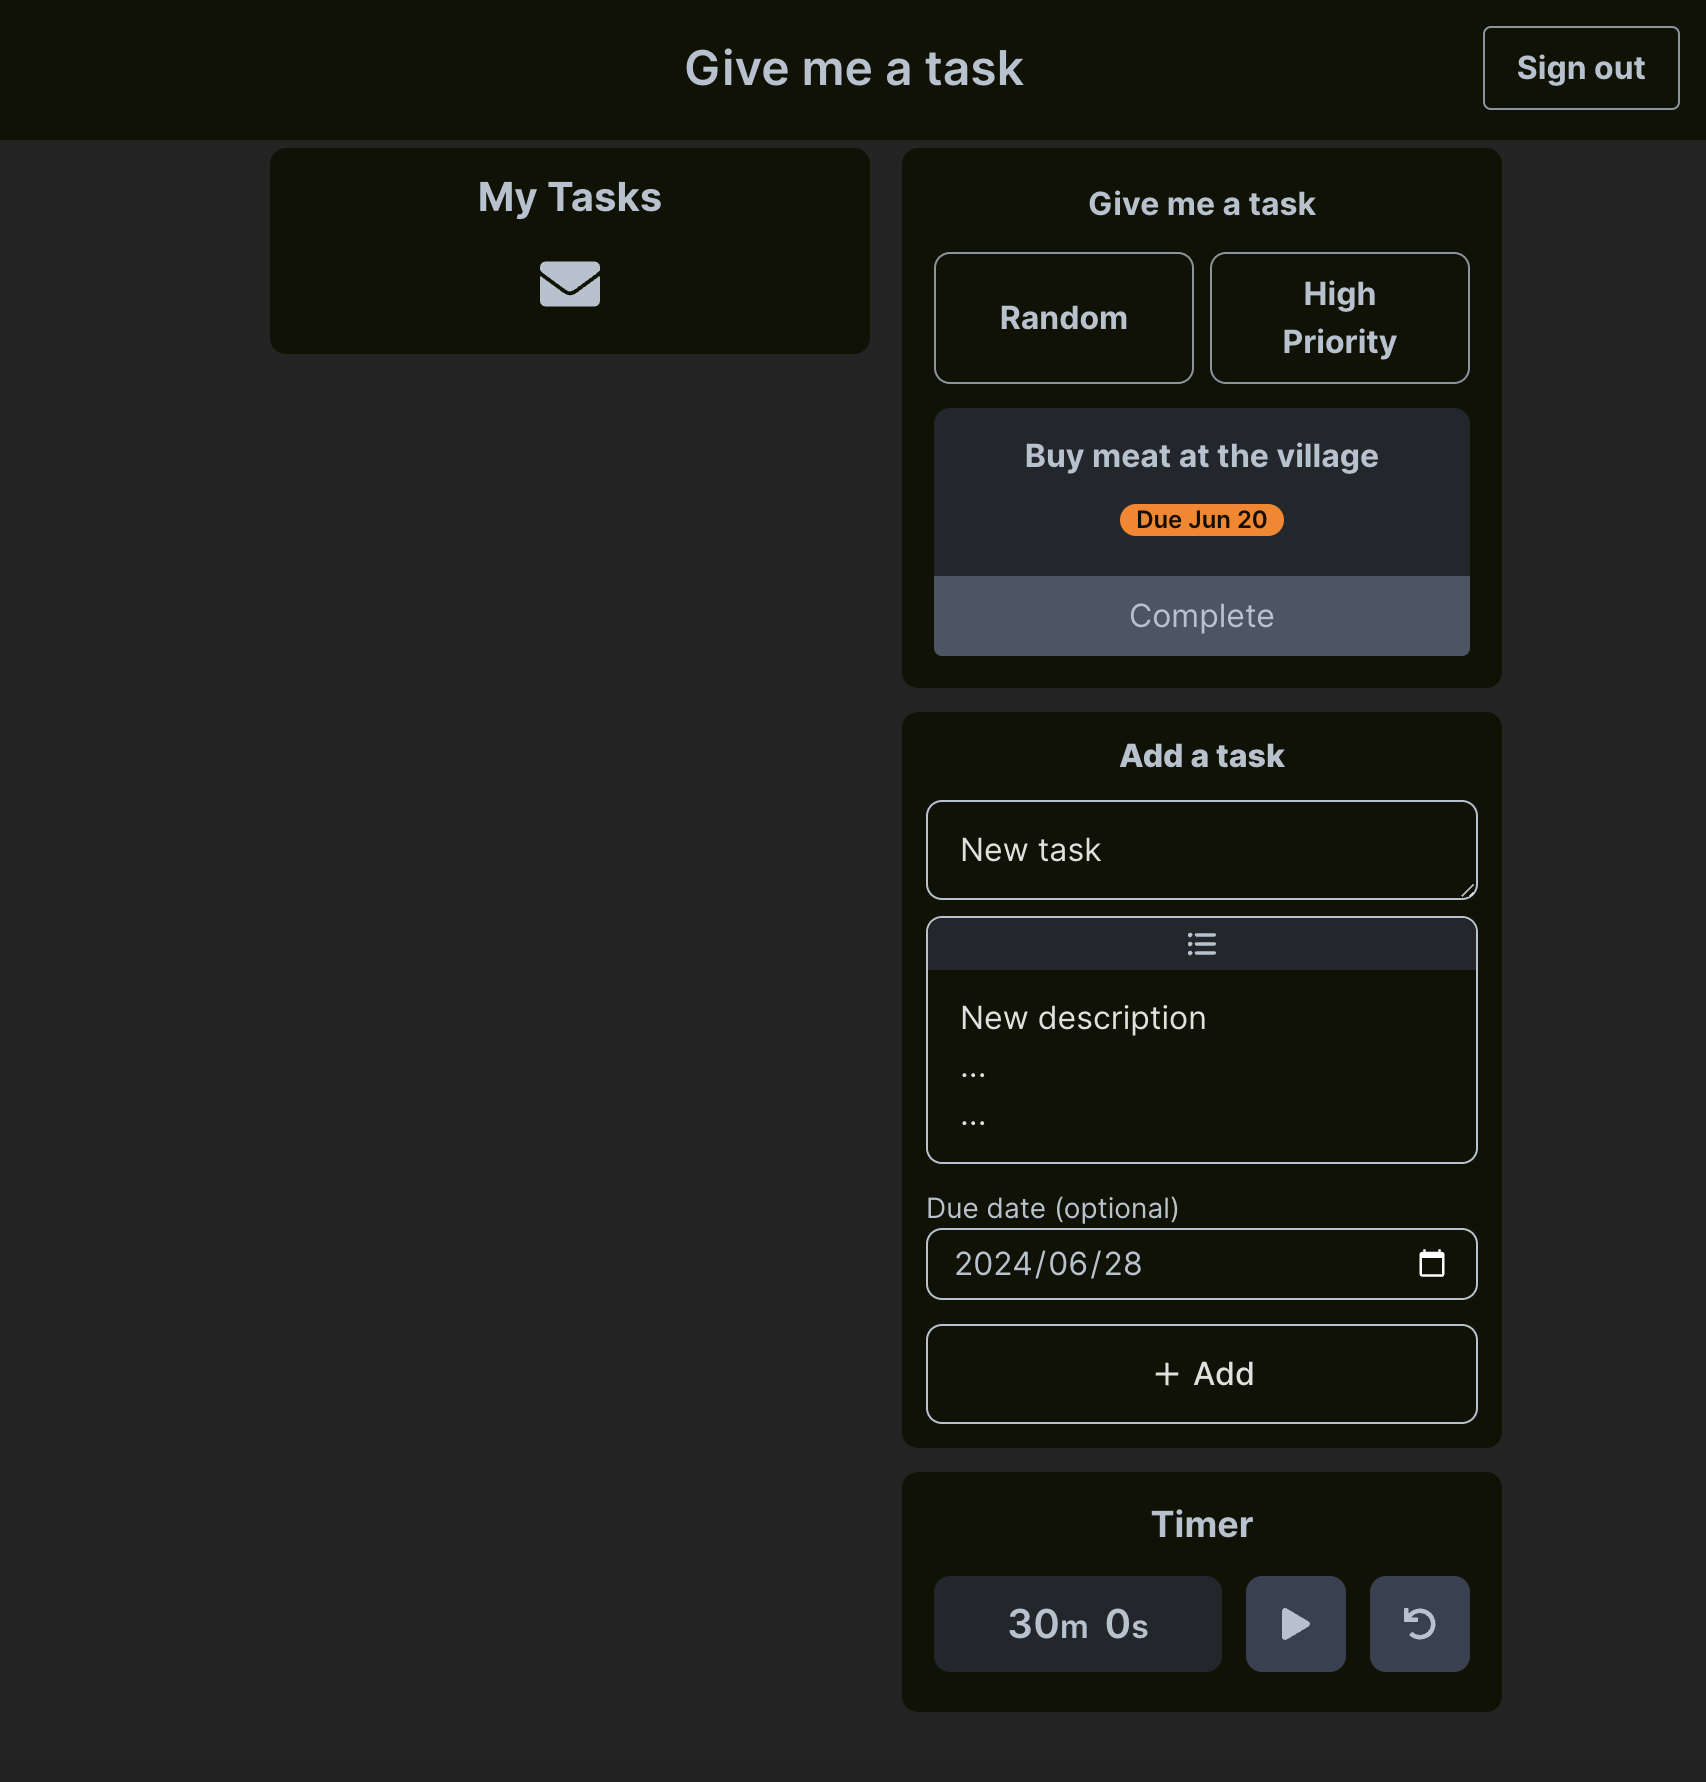 Give me a task
Sign out
My Tasks
Give me a task
Random
High
Priority
Buy meat at the village
Due Jun 20
Complete
Add a task
New task
New description
...
...
Due date (optional)
2024/06/28
+ Add
Timer
30m 0s